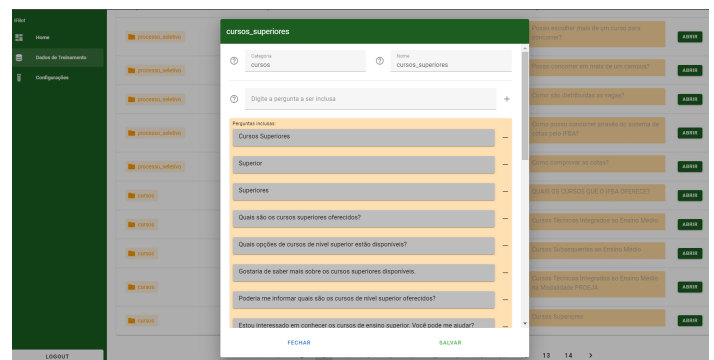 IFBot
Home
Dados de Treinamento
Configurações
LOGOUT
processo_seletivo
processo_seletivo
processo_seletivo
processo_seletivo
processo_seletivo
cursos
cursos
cursos
cursos
cursos_superiores
Categoria
cursos
Nome
cursos_superiores
Digite a pergunta a ser inclusa
+
Perguntas inclusas:
Cursos Superiores
Superior
Superiores
Quais são os cursos superiores oferecidos?
Quais opções de cursos de nível superior estão disponíveis?
Gostaria de saber mais sobre os cursos superiores disponíveis.
Poderia me informar quais são os cursos de nível superior oferecidos?
Estou interessado em conhecer os cursos de ensino superior. Você pode me ajudar?
FECHAR
SALVAR
Posso escolher mais de um curso para
concorrer?
ABRIR
Posso concorrer em mais de um campus?
ABRIR
Como são distribuídas as vagas?
ABRIR
Como posso concorrer através do sistema de
cotas pelo IFBA?
ABRIR
Como comprovar as cotas?
ABRIR
QUAIS OS CURSOS QUE O IFBA OFERECE?
ABRIR
Cursos Técnicos Integrados ao Ensino Médio
ABRIR
Cursos Subsequentes ao Ensino Médio
ABRIR
Cursos Técnicos Integrados ao Ensino Médio
na Modalidade PROEJA
ABRIR
Cursos Superiores
ABRIR
13 14 >